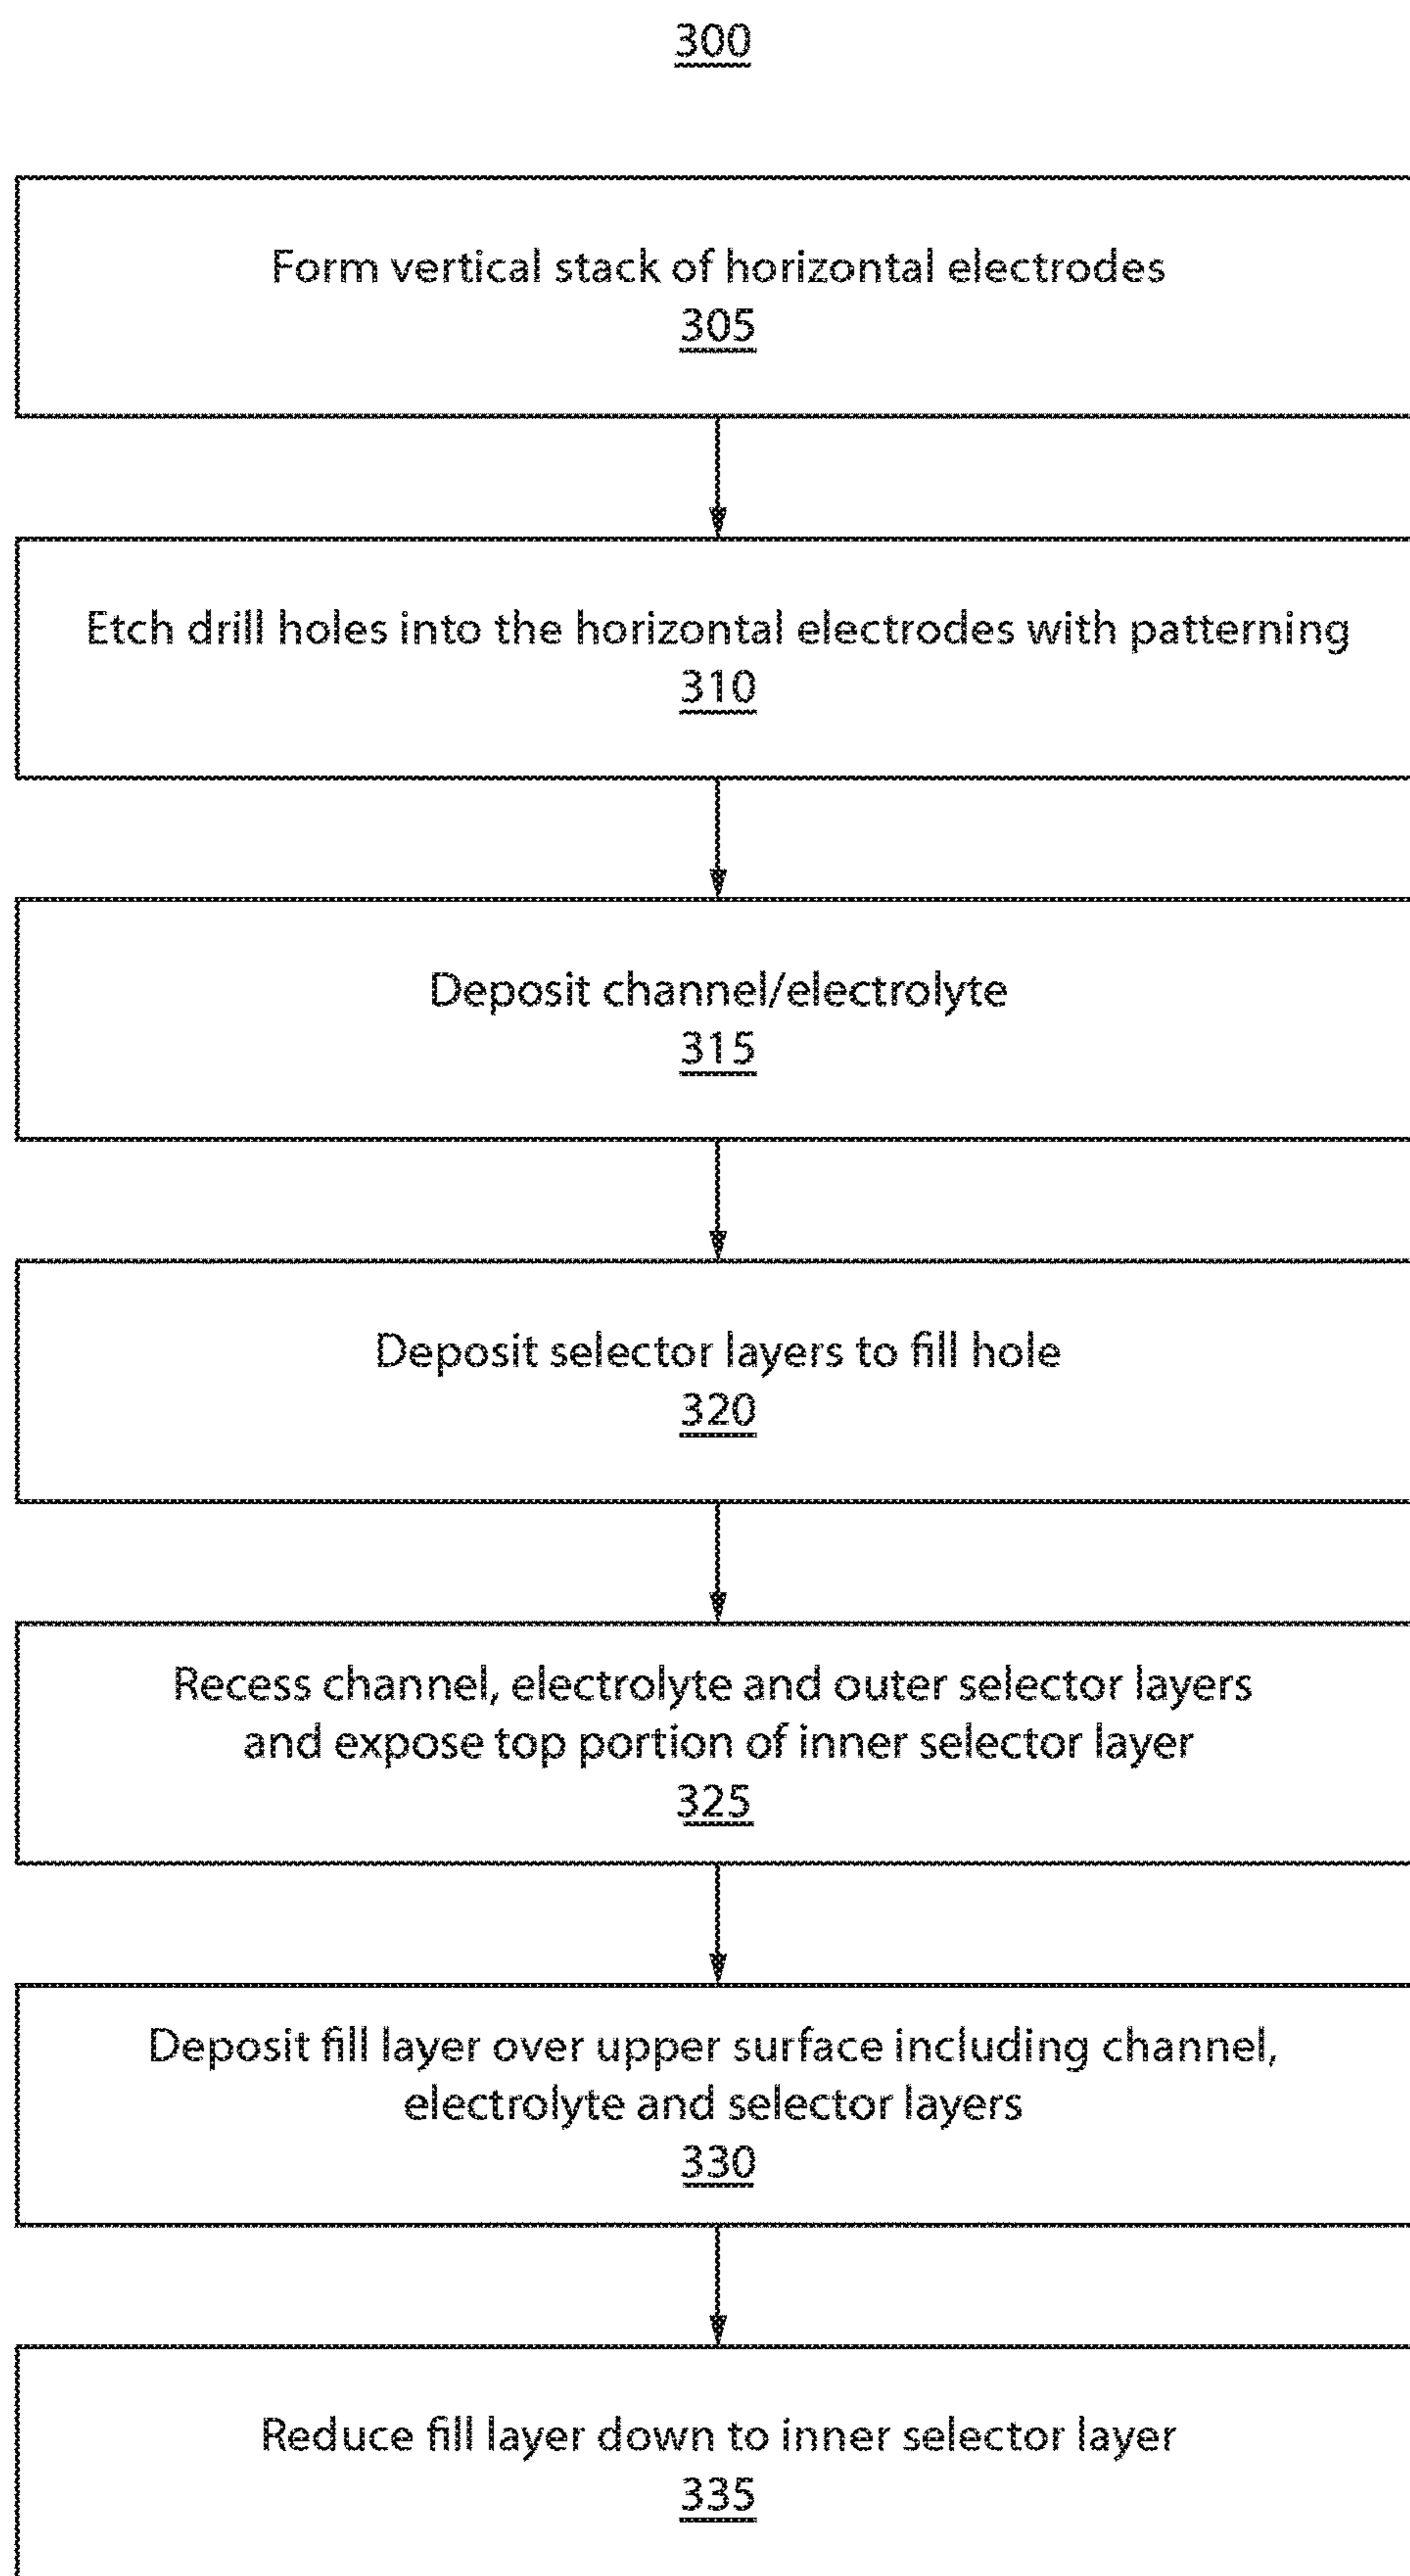 300
Form vertical stack of horizontal electrodes
305
Etch drill holes into the horizontal electrodes with patterning
310
Deposit channel/electrolyte
315
Deposit selector layers to fill hole
320
Recess channel, electrolyte and outer selector layers
and expose top portion of inner selector layer
325
Deposit fill layer over upper surface including channel,
electrolyte and selector layers
330
Reduce fill layer down to inner selector layer
335